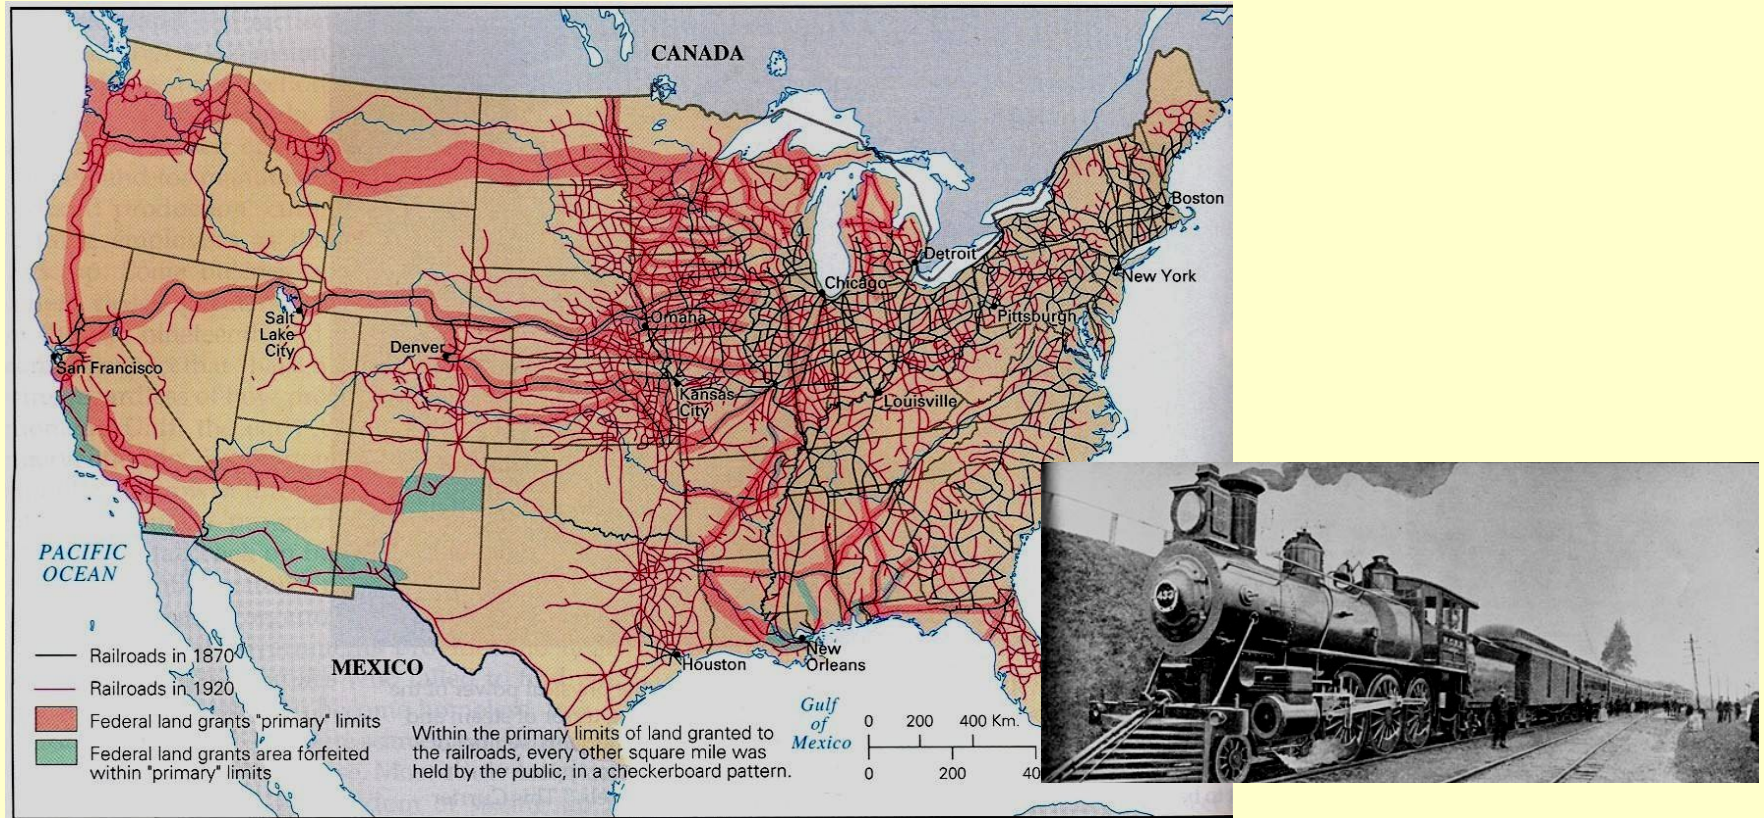 CANADA
Boston
Detroit
New York
Chicago
Pittsburgh
Omaha
Salt
Lake
City
Denver
San Francisco
Kansas
City
Louisville
PACIFIC
OCEAN
MEXICO
Houston
New
Orleans
Gulf
of
Mexico
Railroads in 1870
Railroads in 1920
Federal land grants "primary" limits
Federal land grants area forfeited
within "primary" limits
Within the primary limits of land granted to
the railroads, every other square mile was
held by the public, in a checkerboard pattern.
0 200 400 Km.
0 200
433